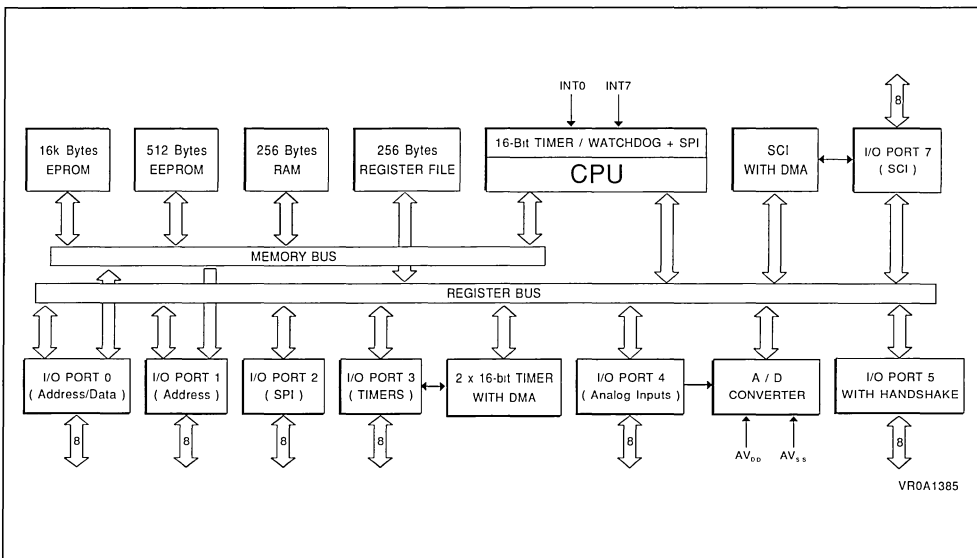 INT0 INT7
8
16k Bytes
EPROM
512 Bytes
EEPROM
256 Bytes
RAM
256 Bytes
REGISTER FILE
16-Bit TIMER / WATCHDOG + SPI
CPU
SCI
WITH DMA
I/O PORT 7
( SCI )
MEMORY BUS
REGISTER BUS
I/O PORT 0
( Address/Data )
I/O PORT 1
( Address )
I/O PORT 2
( SPI )
I/O PORT 3
( TIMERS )
2 x 16-bit TIMER
WITH DMA
I/O PORT 4
( Analog Inputs )
A / D
CONVERTER
I/O PORT 5
WITH HANDSHAKE
8 8 8 8 8 8
AVDD AVSS
VR0A1385